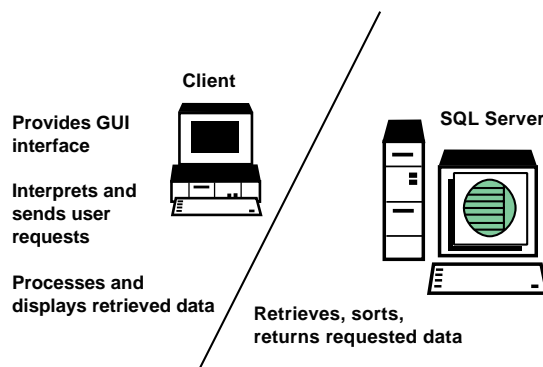 Client
Provides GUI
interface
Interprets and
sends user
requests
Processes and
displays retrieved data
SQL Server
Retrieves, sorts,
returns requested data